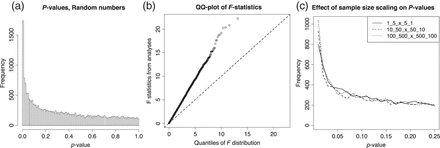 (a)
P-values, Random numbers
Frequency
0
500
1000
1500
0.0
0.2
0.4
0.6
0.8
1.0
p-value
(b)
QQ-plot of F-statistics
F statistics from analyses
0
5
10
15
20
0
5
10
15
20
Quantiles of F distribution
(c)
Effect of sample size scaling on P-values
1_5_x_5_1
10_50_x_50_10
100_500_x_500_100
Frequency
0
200
400
600
800
1000
0.05
0.10
0.15
0.20
0.25
p-value